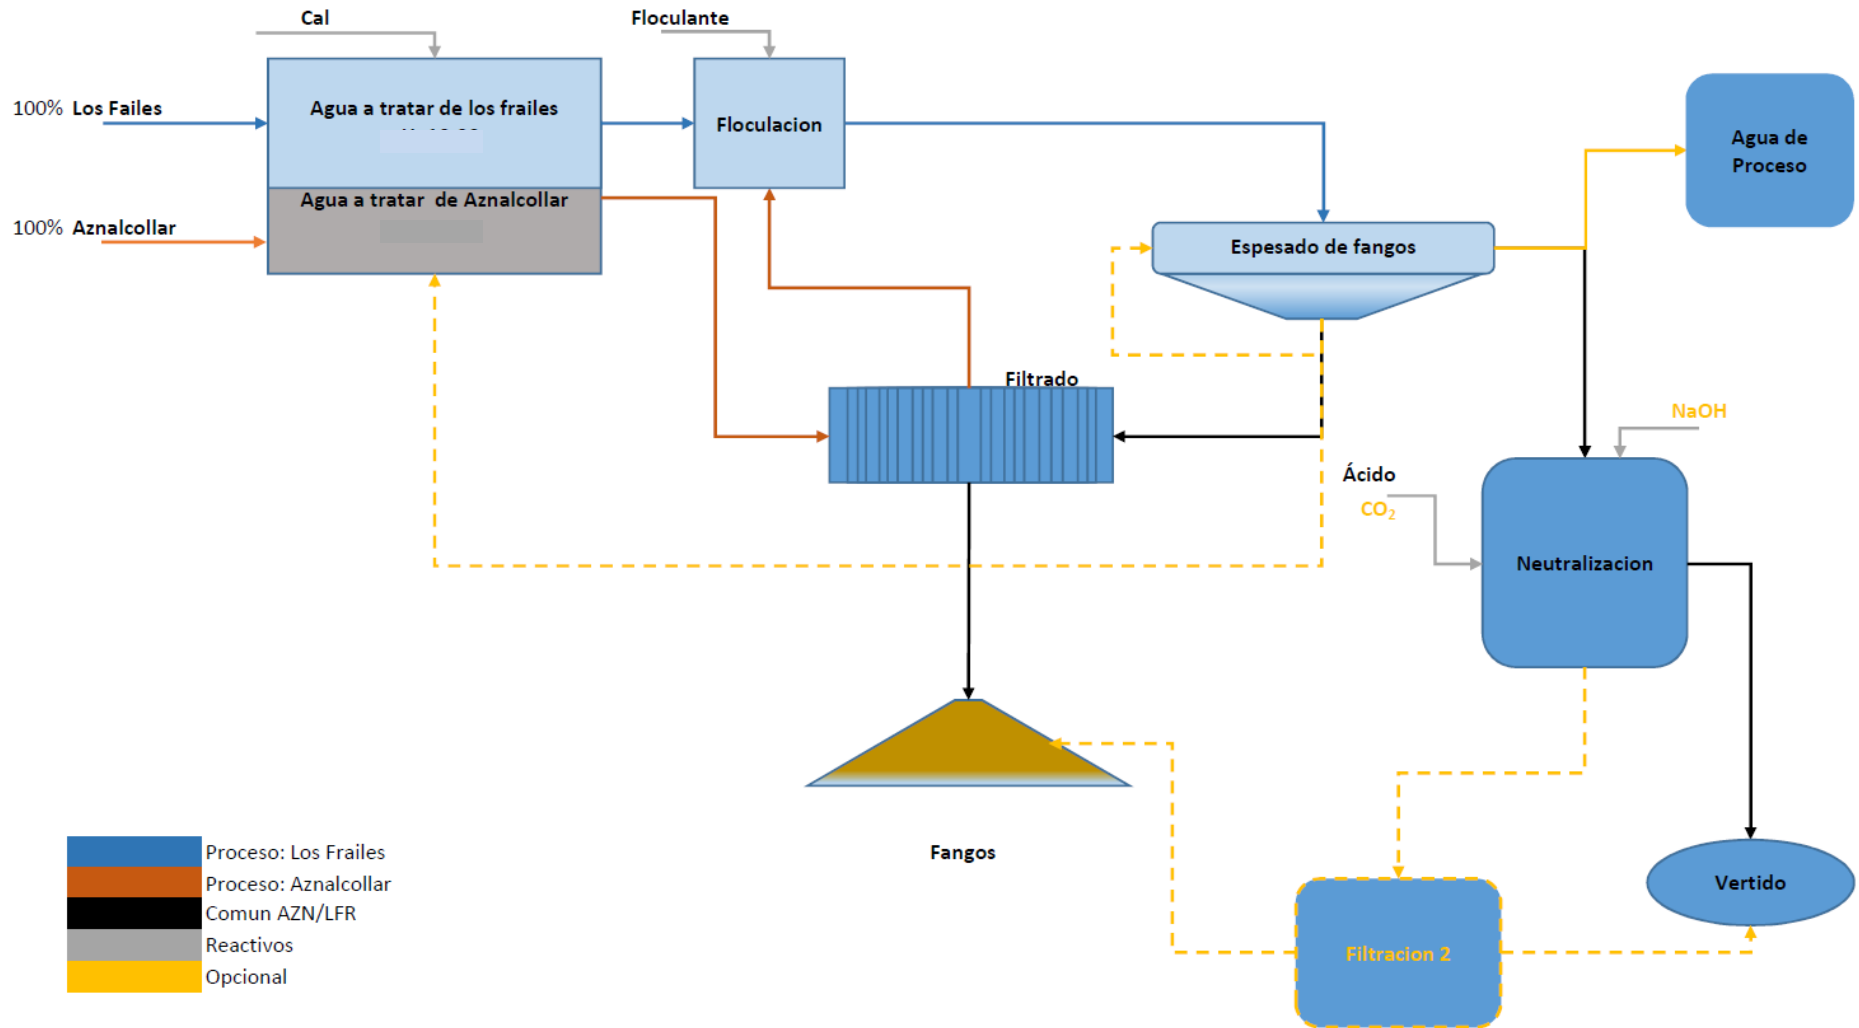 Cal
Floculante
100% Los Failes
Agua a tratar de los frailes
Floculacion
Agua de
Proceso
100% Aznalcollar
Agua a tratar de Aznalcollar
Espesado de fangos
Filtrado
NaOH
Ácido
CO₂
Neutralizacion
Fangos
Proceso: Los Frailes
Proceso: Aznalcollar
Comun AZN/LFR
Reactivos
Opcional
Vertido
Filtracion 2